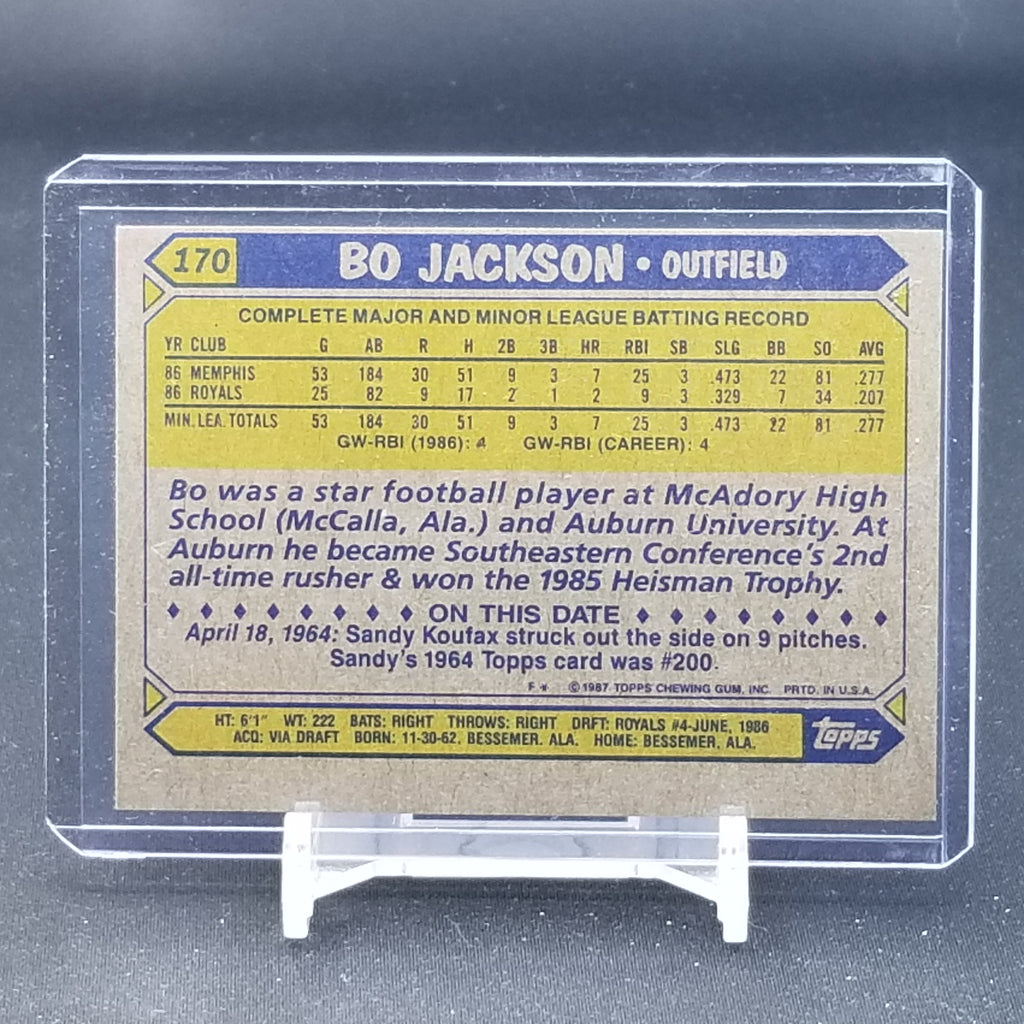 170 BO JACKSON • OUTFIELD
COMPLETE MAJOR AND MINOR LEAGUE BATTING RECORD
YR CLUB G AB R H 2B 3B HR RBI SB SLG BB SO AVG
86 MEMPHIS 53 184 30 51 9 3 7 25 3 .473 22 81 .277
86 ROYALS 25 82 9 17 2 1 2 9 3 .329 7 34 .207
MIN. LEA. TOTALS 53 184 30 51 9 3 7 25 3 .473 22 81 .277
GW-RBI (1986): 4 GW-RBI (CAREER): 4
Bo was a star football player at McAdory High
School (McCalla, Ala.) and Auburn University. At
Auburn he became Southeastern Conference's 2nd
all-time rusher & won the 1985 Heisman Trophy.
♦ ♦ ♦ ♦ ♦ ♦ ♦ ♦ ON THIS DATE ♦ ♦ ♦ ♦ ♦ ♦ ♦ ♦
April 18, 1964: Sandy Koufax struck out the side on 9 pitches.
Sandy's 1964 Topps card was #200.
F * © 1987 TOPPS CHEWING GUM, INC. PRTD. IN U.S.A.
HT: 6'1" WT: 222 BATS: RIGHT THROWS: RIGHT DRFT: ROYALS #4-JUNE, 1986
ACQ: VIA DRAFT BORN: 11-30-62, BESSEMER, ALA. HOME: BESSEMER, ALA.
Topps